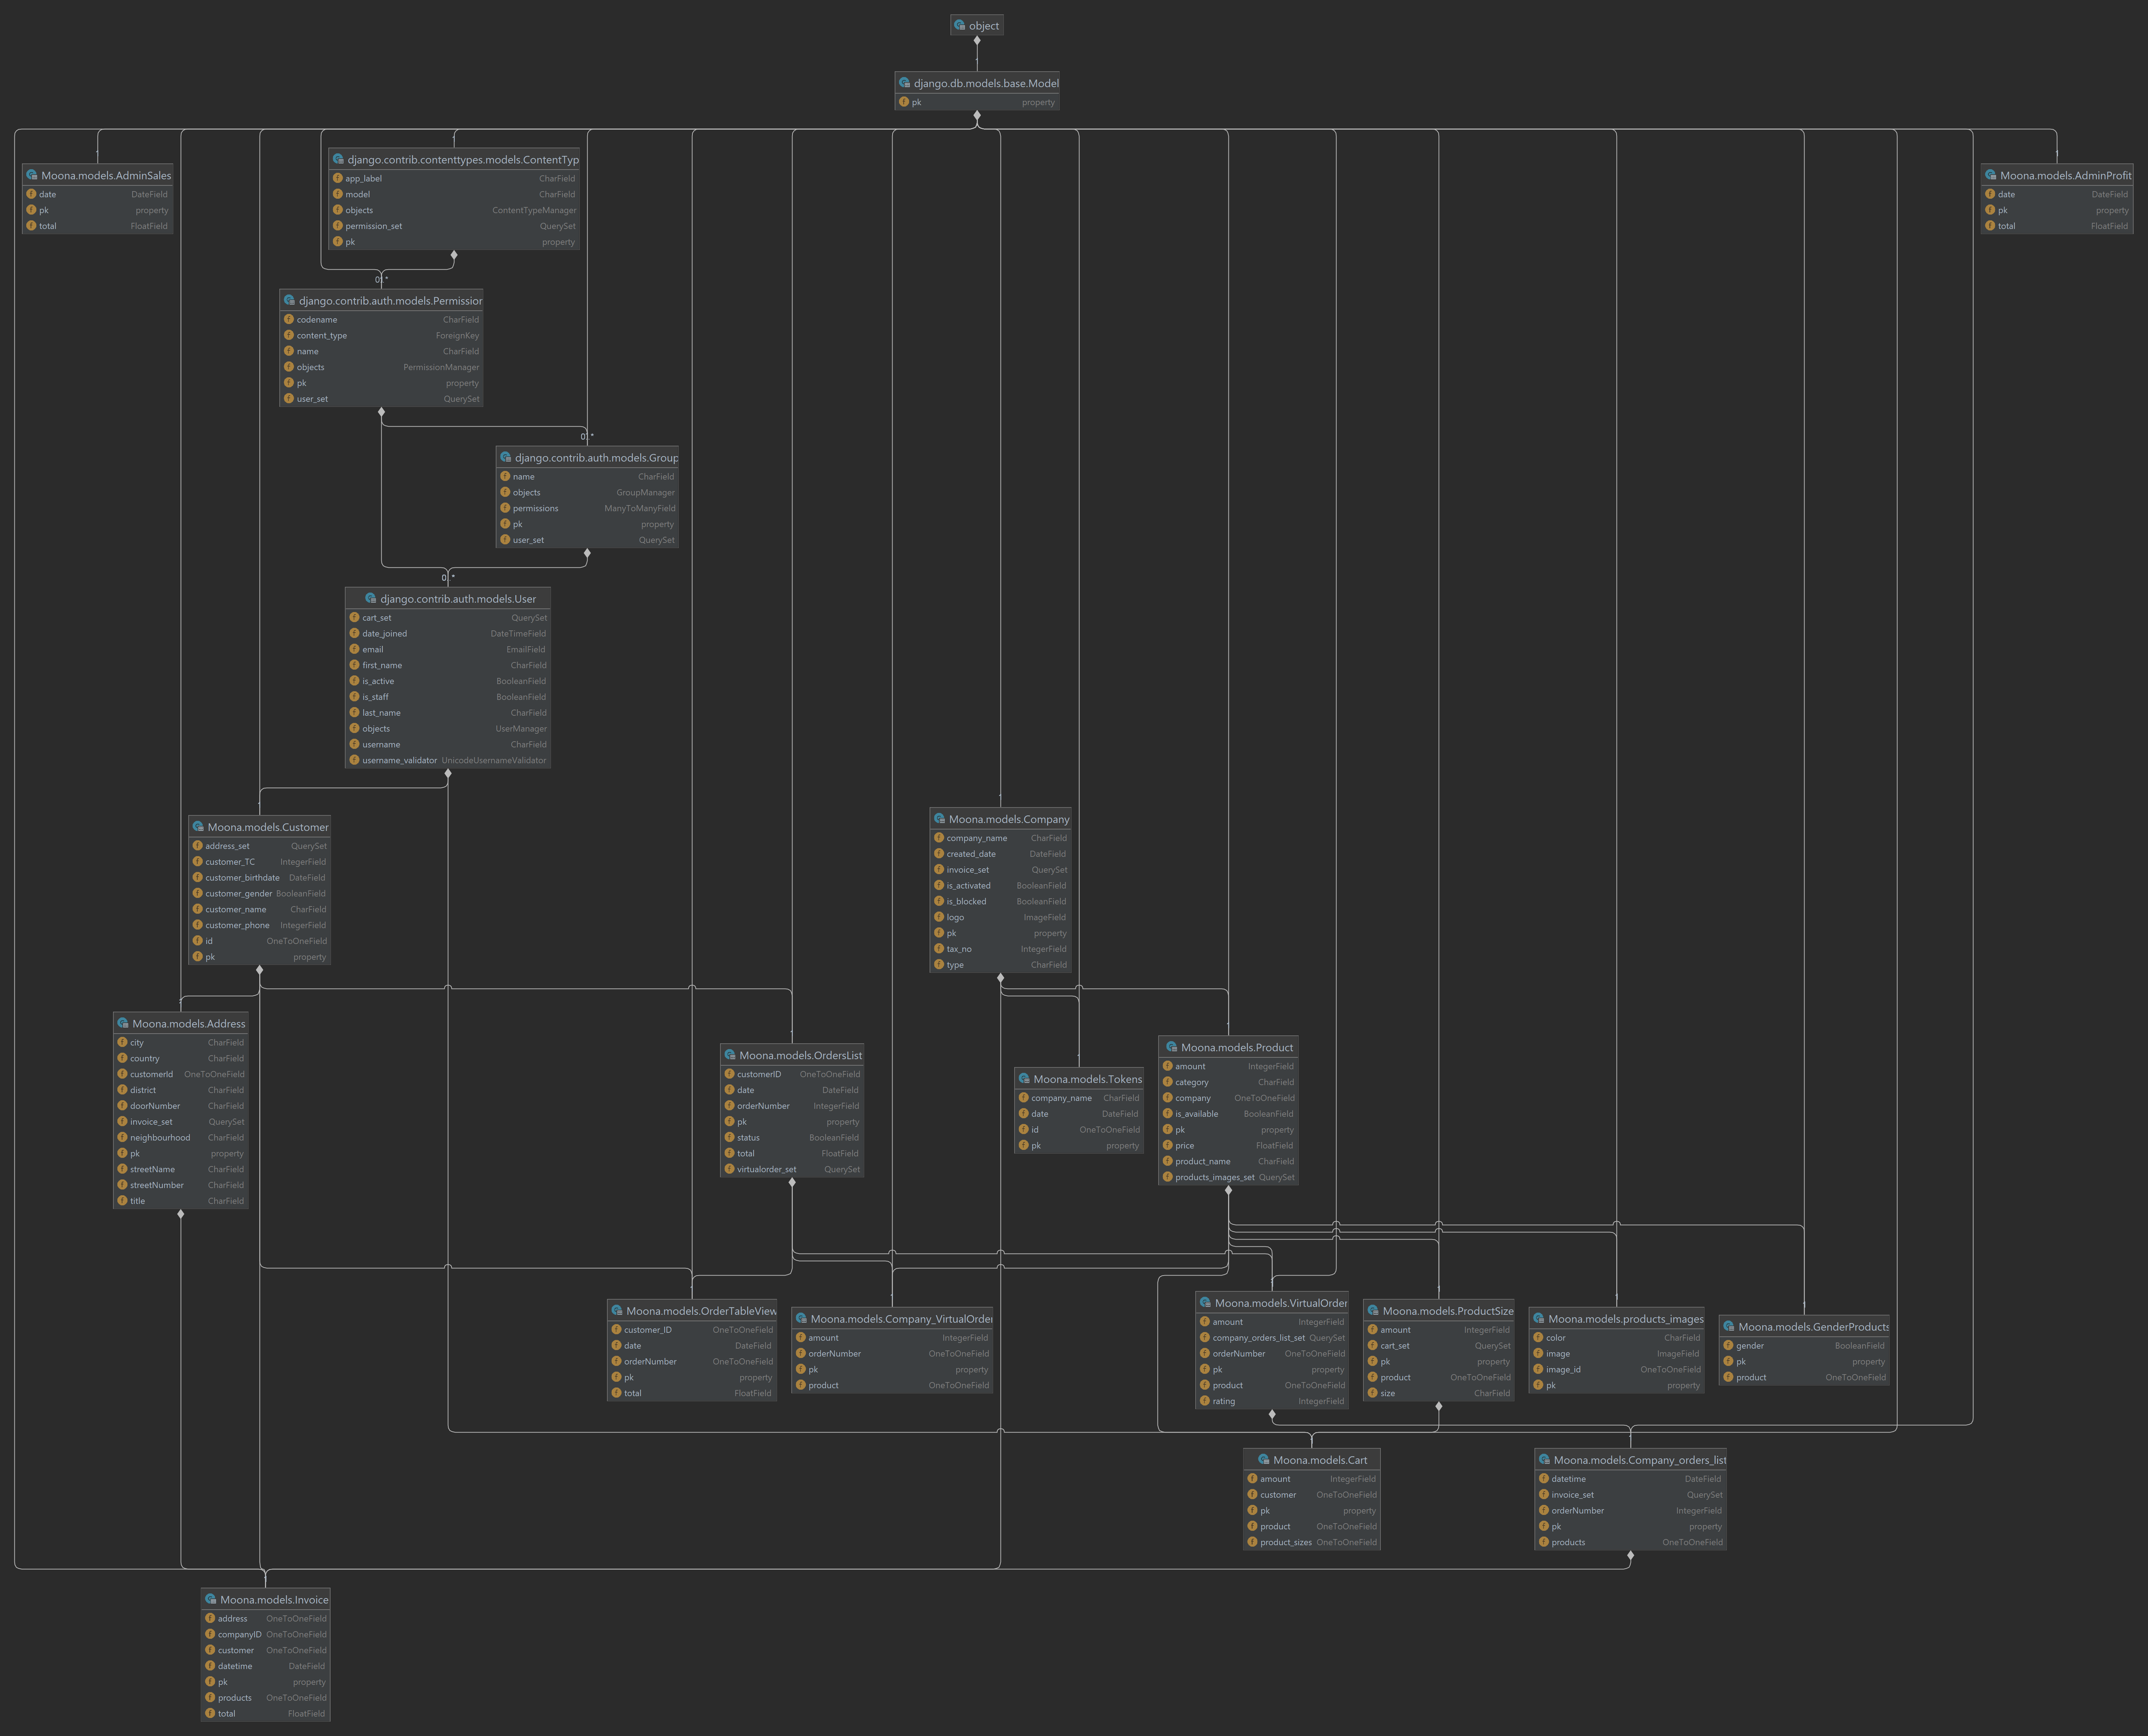 object
django.db.models.base.Model
pk property
Moona.models.AdminSales
date DateField
pk property
total FloatField
django.contrib.contenttypes.models.ContentTyp
app_label CharField
model CharField
objects ContentTypeManager
permission_set QuerySet
pk property
Moona.models.AdminProfit
date DateField
pk property
total FloatField
django.contrib.auth.models.Permission
codename CharField
content_type ForeignKey
name CharField
objects PermissionManager
pk property
user_set QuerySet
django.contrib.auth.models.Group
name CharField
objects GroupManager
permissions ManyToManyField
pk property
user_set QuerySet
django.contrib.auth.models.User
cart_set QuerySet
date_joined DateTimeField
email EmailField
first_name CharField
is_active BooleanField
is_staff BooleanField
last_name CharField
objects UserManager
username CharField
username_validator UnicodeUsernameValidator
Moona.models.Customer
address_set QuerySet
customer_TC IntegerField
customer_birthdate DateField
customer_gender BooleanField
customer_name CharField
customer_phone IntegerField
id OneToOneField
pk property
Moona.models.Company
company_name CharField
created_date DateField
invoice_set QuerySet
is_activated BooleanField
is_blocked BooleanField
logo ImageField
pk property
tax_no IntegerField
type CharField
Moona.models.Address
city CharField
country CharField
customerId OneToOneField
district CharField
doorNumber CharField
invoice_set QuerySet
neighbourhood CharField
pk property
streetName CharField
streetNumber CharField
title CharField
Moona.models.OrdersList
customerID OneToOneField
date DateField
orderNumber IntegerField
pk property
status BooleanField
total FloatField
virtualorder_set QuerySet
Moona.models.Tokens
company_name CharField
date DateField
id OneToOneField
pk property
Moona.models.Product
amount IntegerField
category CharField
company OneToOneField
is_available BooleanField
pk property
price FloatField
product_name CharField
products_images_set QuerySet
Moona.models.OrderTableView
customer_ID OneToOneField
date DateField
orderNumber OneToOneField
pk property
total FloatField
Moona.models.Company_VirtualOrder
amount IntegerField
orderNumber OneToOneField
pk property
product OneToOneField
Moona.models.VirtualOrder
amount IntegerField
company_orders_list_set QuerySet
orderNumber OneToOneField
pk property
product OneToOneField
rating IntegerField
Moona.models.ProductSize
amount IntegerField
cart_set QuerySet
pk property
product OneToOneField
size CharField
Moona.models.products_images
color CharField
image ImageField
image_id OneToOneField
pk property
Moona.models.GenderProducts
gender BooleanField
pk property
product OneToOneField
Moona.models.Cart
amount IntegerField
customer OneToOneField
pk property
product OneToOneField
product_sizes OneToOneField
Moona.models.Company_orders_list
datetime DateField
invoice_set QuerySet
orderNumber IntegerField
pk property
products OneToOneField
Moona.models.Invoice
address OneToOneField
companyID OneToOneField
customer OneToOneField
datetime DateField
pk property
products OneToOneField
total FloatField